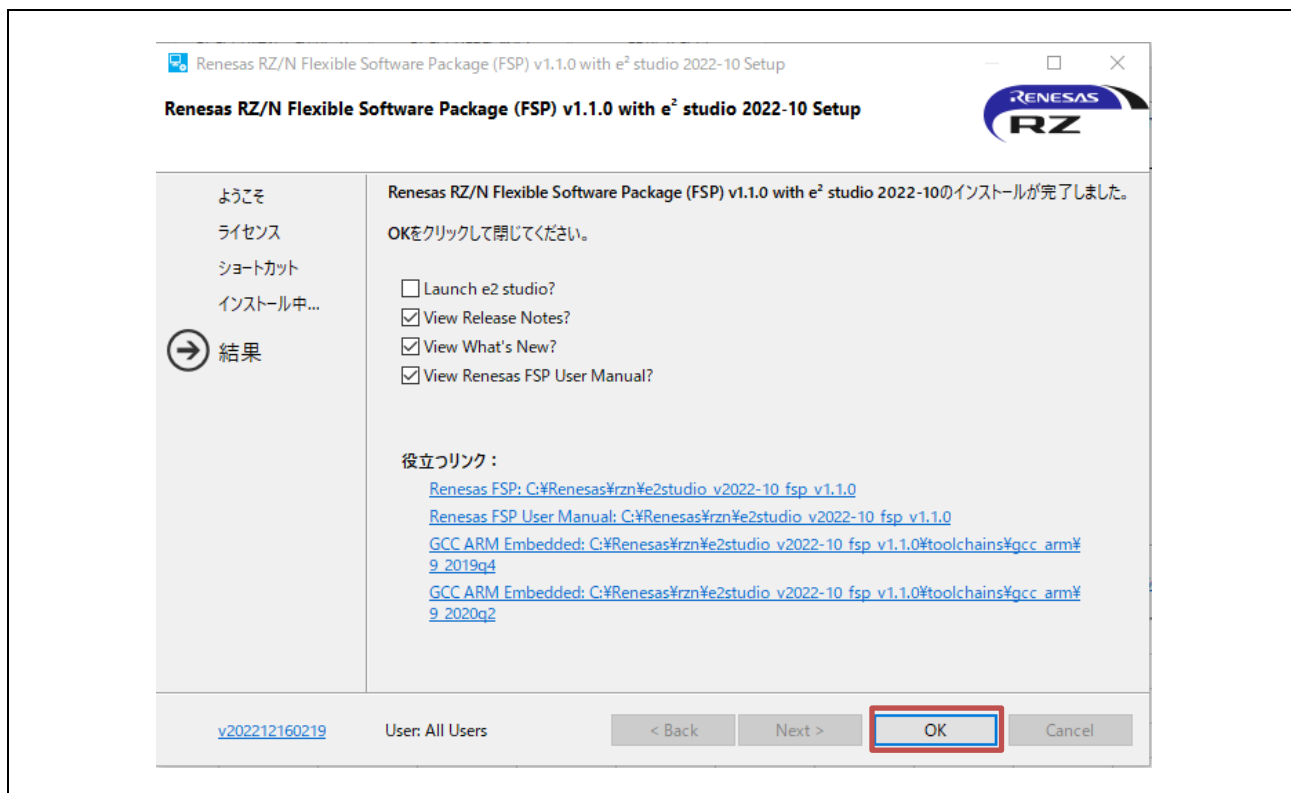 Renesas RZ/N Flexible Software Package (FSP) v1.1.0 with e² studio 2022-10 Setup
Renesas RZ/N Flexible Software Package (FSP) v1.1.0 with e² studio 2022-10 Setup
RENESAS
RZ
ようこそ
ライセンス
ショートカット
インストール中...
結果
Renesas RZ/N Flexible Software Package (FSP) v1.1.0 with e² studio 2022-10のインストールが完了しました。
OKをクリックして閉じてください。
Launch e2 studio?
View Release Notes?
View What's New?
View Renesas FSP User Manual?
役立つリンク：
Renesas FSP: C:¥Renesas¥rzn¥e2studio_v2022-10_fsp_v1.1.0
Renesas FSP User Manual: C:¥Renesas¥rzn¥e2studio_v2022-10_fsp_v1.1.0
GCC ARM Embedded: C:¥Renesas¥rzn¥e2studio_v2022-10_fsp_v1.1.0¥toolchains¥gcc_arm¥
9_2019q4
GCC ARM Embedded: C:¥Renesas¥rzn¥e2studio_v2022-10_fsp_v1.1.0¥toolchains¥gcc_arm¥
9_2020q2
v202212160219
User: All Users
< Back
Next >
OK
Cancel